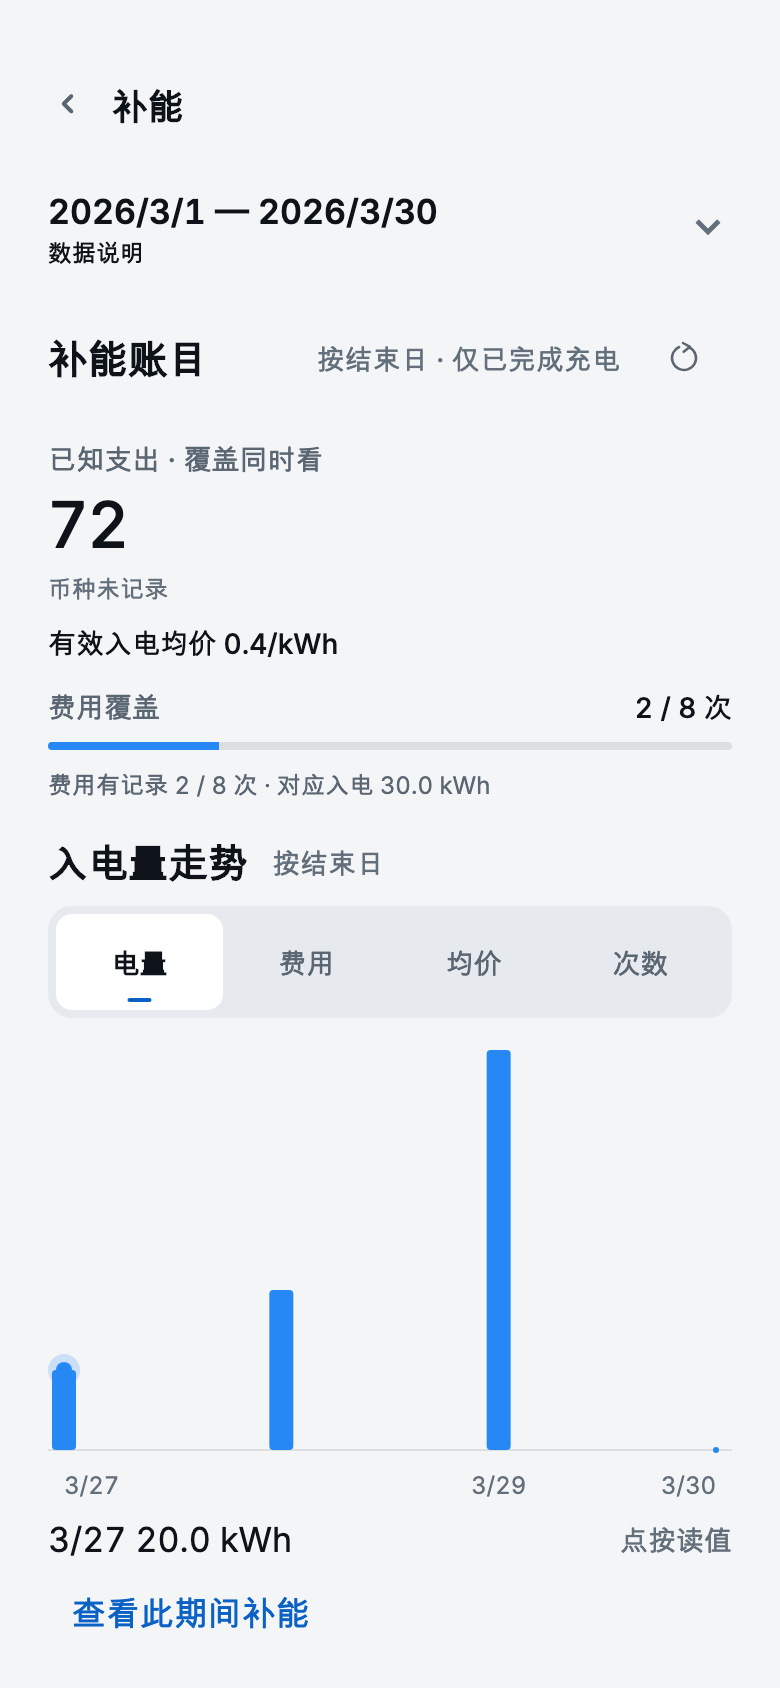 补能
2026/3/1 — 2026/3/30
数据说明
补能账目
按结束日 · 仅已完成充电
已知支出 · 覆盖同时看
72
币种未记录
有效入电均价 0.4/kWh
费用覆盖
2 / 8 次
费用有记录 2 / 8 次 · 对应入电 30.0 kWh
入电量走势
按结束日
电量
费用
均价
次数
3/27
3/29
3/30
3/27 20.0 kWh
点按读值
查看此期间补能